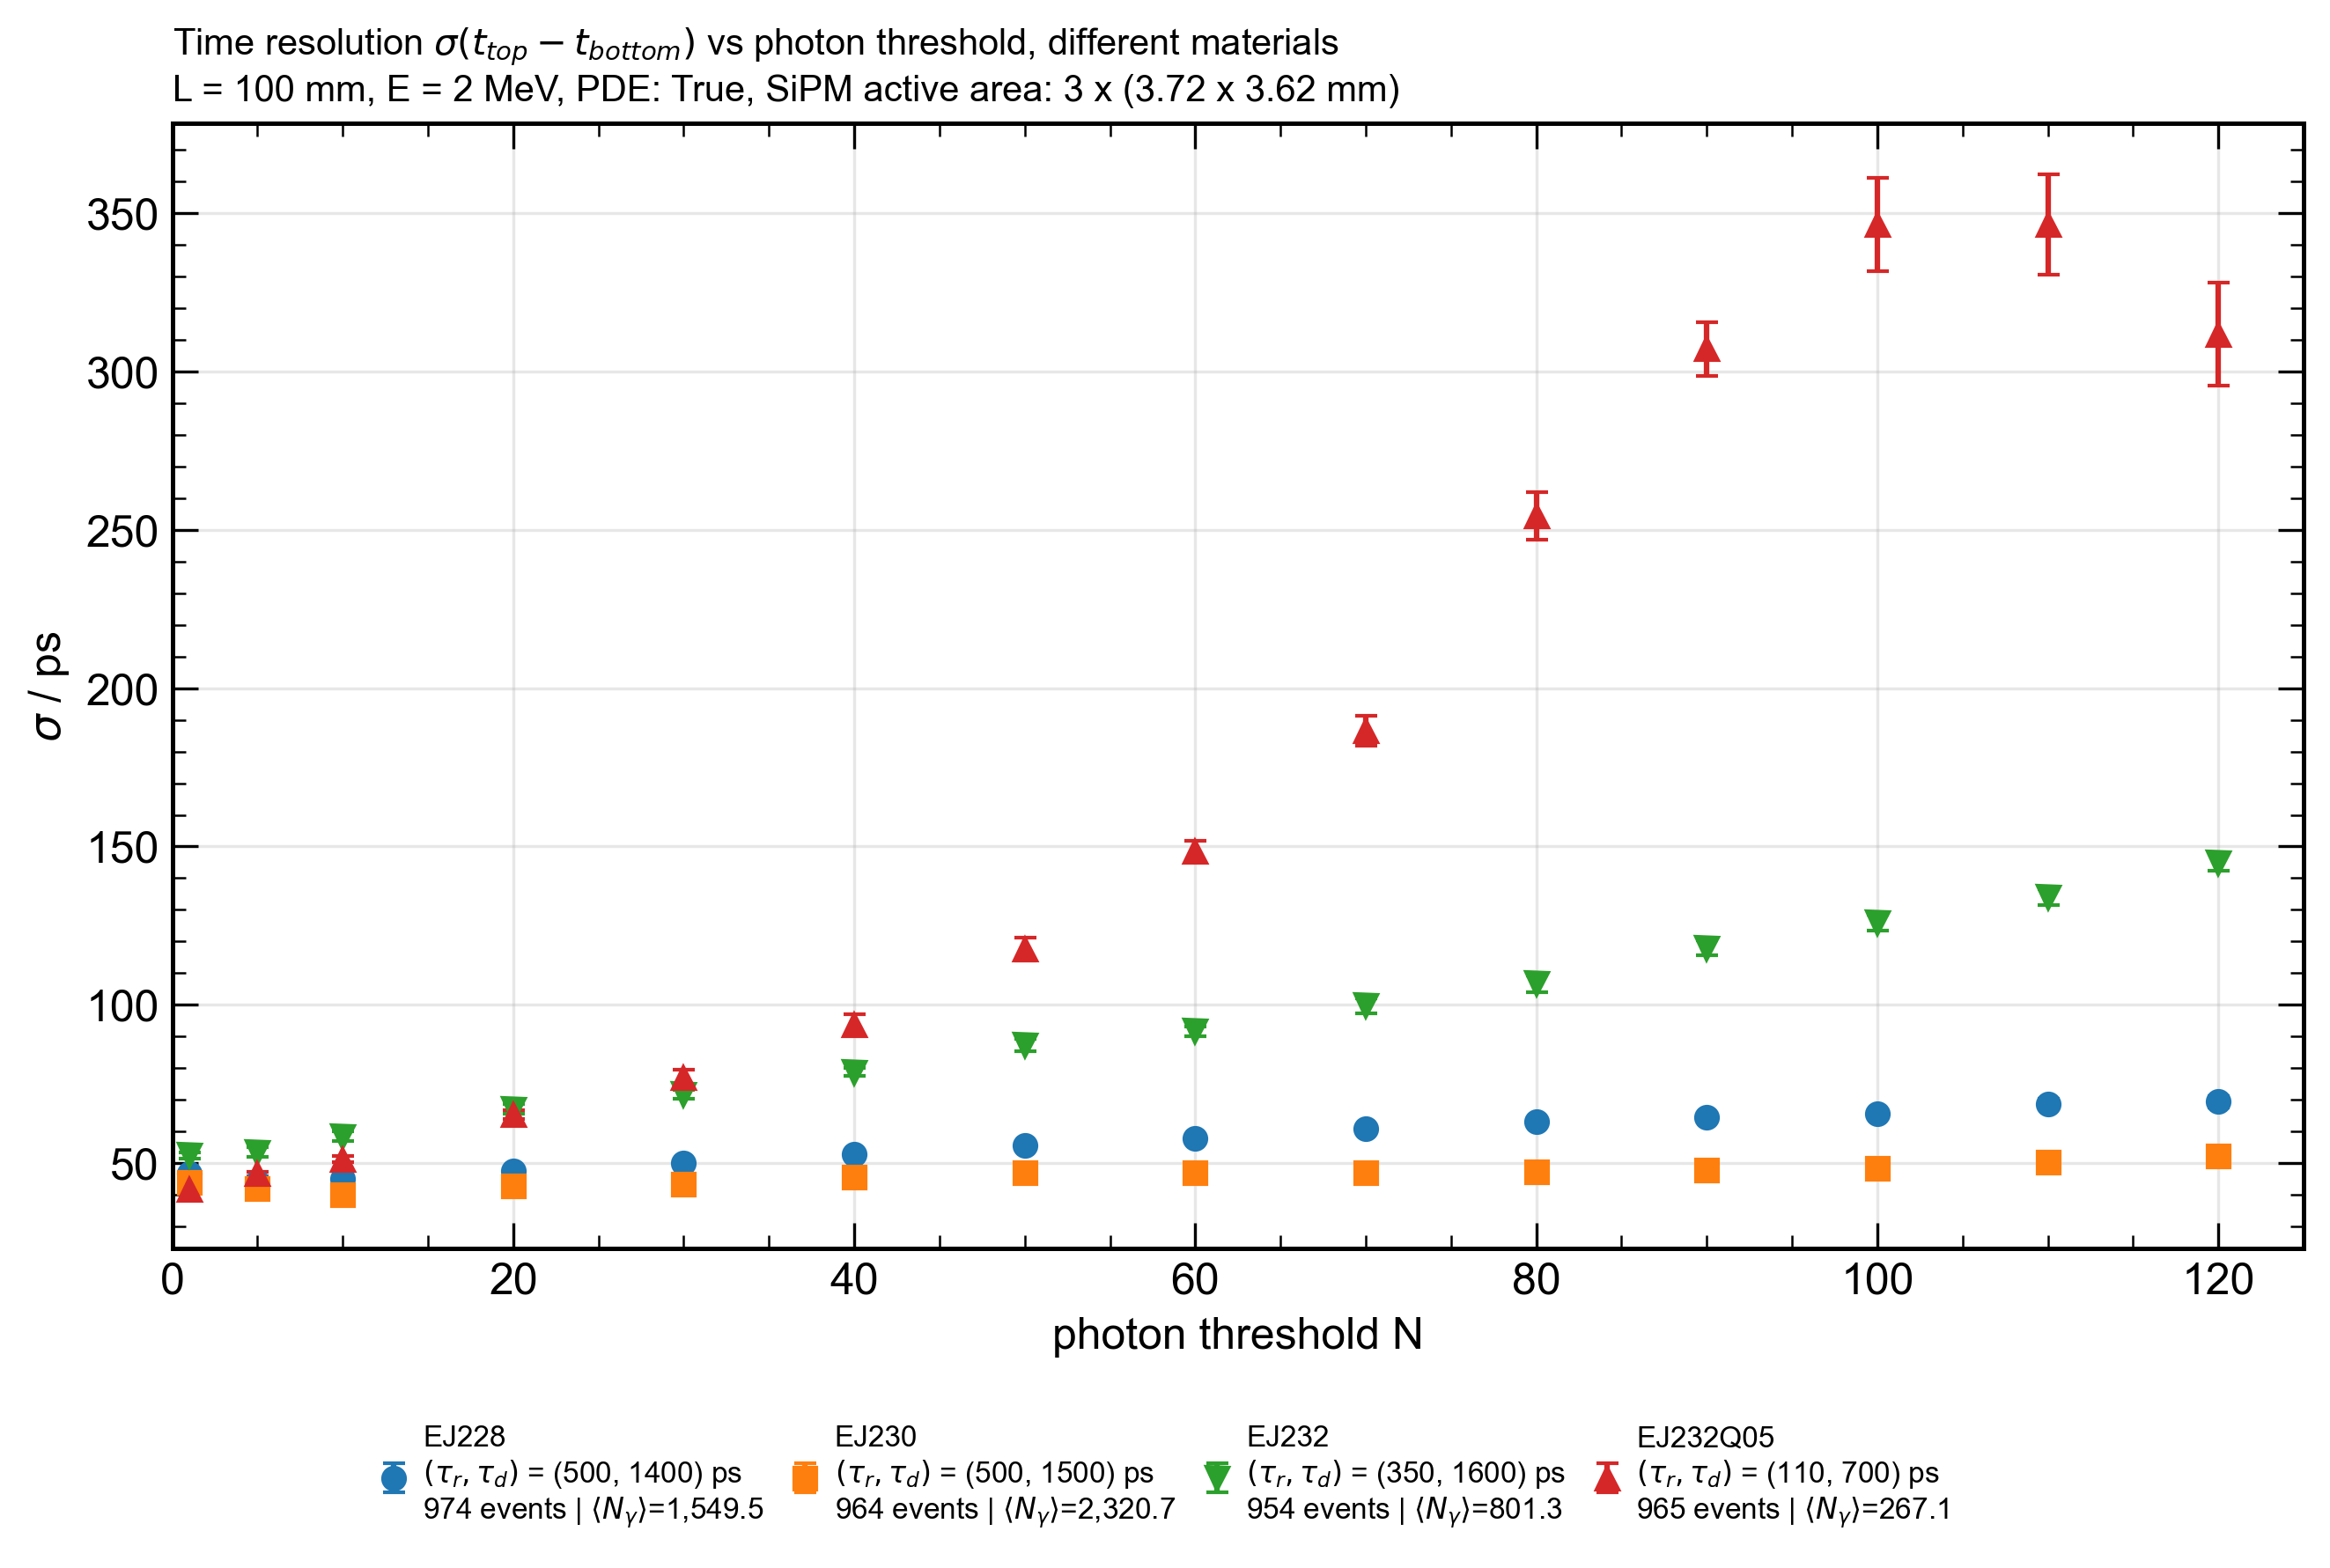 Time resolution σ(t_top − t_bottom) vs photon threshold, different materials
L = 100 mm, E = 2 MeV, PDE: True, SiPM active area: 3 x (3.72 x 3.62 mm)
350
300
250
200
150
100
50
σ / ps
0 20 40 60 80 100 120
photon threshold N
EJ228
(τ_r, τ_d) = (500, 1400) ps
974 events | ⟨N_γ⟩=1,549.5
EJ230
(τ_r, τ_d) = (500, 1500) ps
964 events | ⟨N_γ⟩=2,320.7
EJ232
(τ_r, τ_d) = (350, 1600) ps
954 events | ⟨N_γ⟩=801.3
EJ232Q05
(τ_r, τ_d) = (110, 700) ps
965 events | ⟨N_γ⟩=267.1